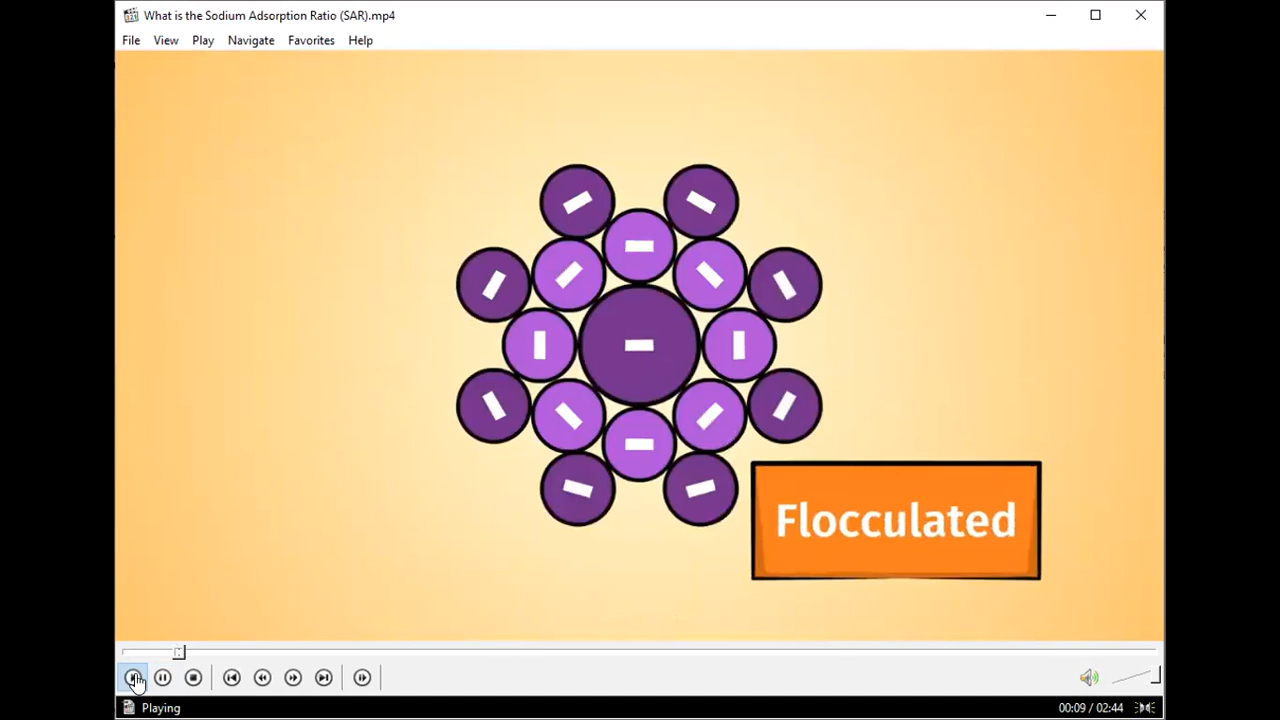 What is the Sodium Adsorption Ratio (SAR).mp4
File View Play Navigate Favorites Help
Flocculated
Playing 00:09 / 02:44